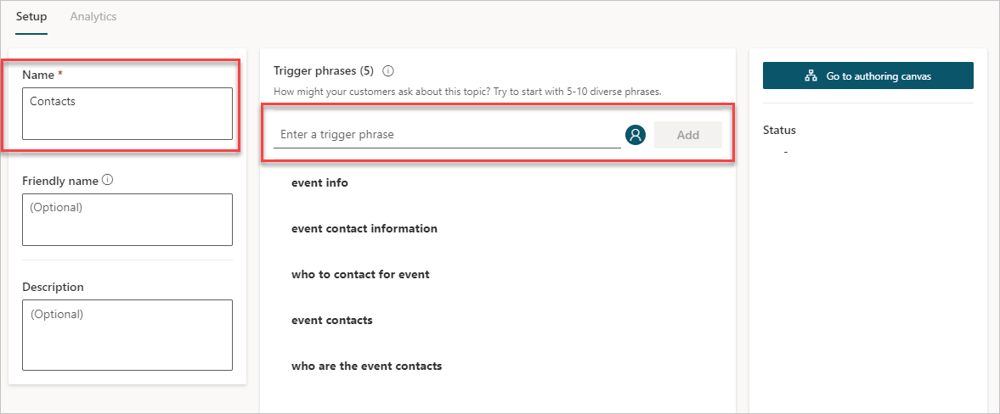 Setup
Analytics
Name *
Contacts
Friendly name
(Optional)
Description
(Optional)
Trigger phrases (5)
How might your customers ask about this topic? Try to start with 5-10 diverse phrases.
Enter a trigger phrase
Add
event info
event contact information
who to contact for event
event contacts
who are the event contacts
Go to authoring canvas
Status
-